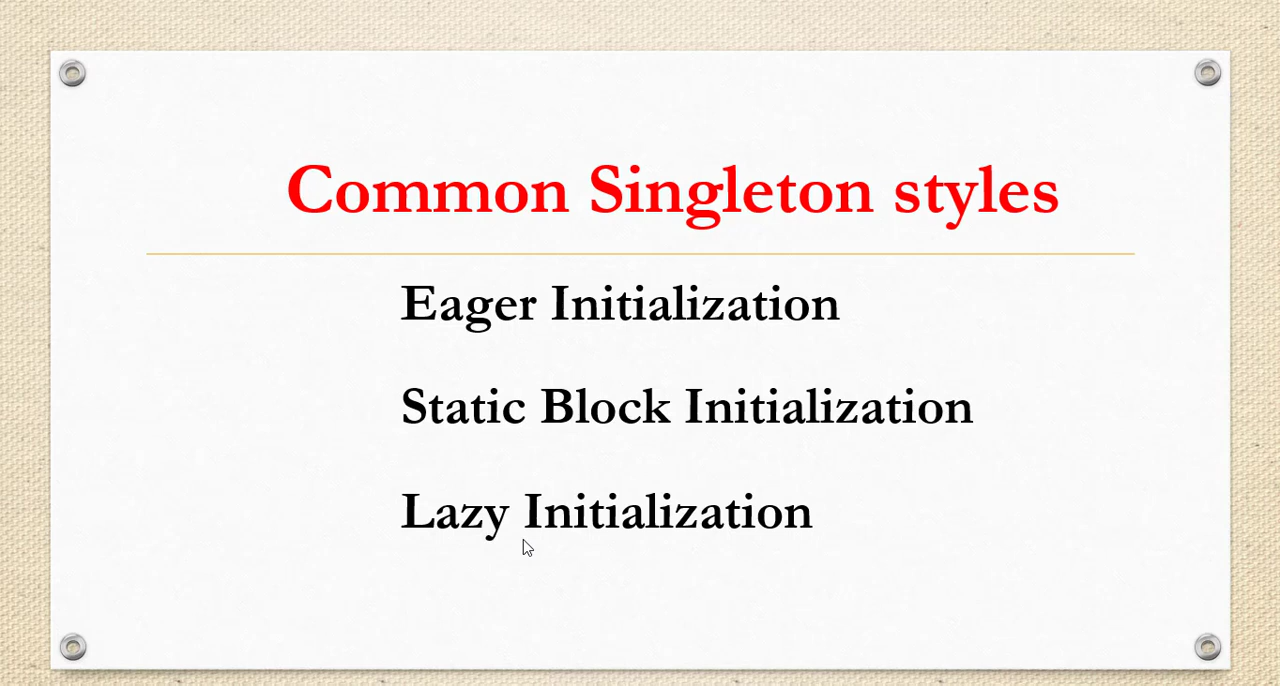 Common Singleton styles
Eager Initialization
Static Block Initialization
Lazy Initialization